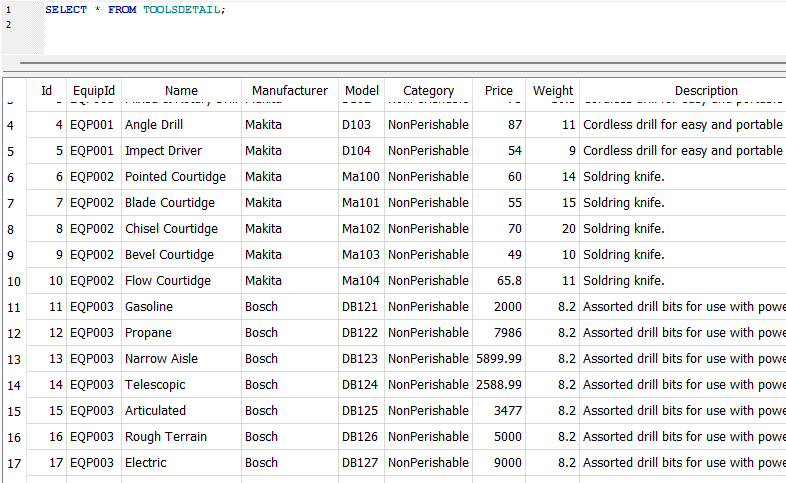 1 SELECT * FROM TOOLSDETAIL;
2
Id EquipId Name Manufacturer Model Category Price Weight Description
4 4 EQP001 Angle Drill Makita D103 NonPerishable 87 11 Cordless drill for easy and portable
5 5 EQP001 Impect Driver Makita D104 NonPerishable 54 9 Cordless drill for easy and portable
6 6 EQP002 Pointed Courtidge Makita Ma100 NonPerishable 60 14 Soldring knife.
7 7 EQP002 Blade Courtidge Makita Ma101 NonPerishable 55 15 Soldring knife.
8 8 EQP002 Chisel Courtidge Makita Ma102 NonPerishable 70 20 Soldring knife.
9 9 EQP002 Bevel Courtidge Makita Ma103 NonPerishable 49 10 Soldring knife.
10 10 EQP002 Flow Courtidge Makita Ma104 NonPerishable 65.8 11 Soldring knife.
11 11 EQP003 Gasoline Bosch DB121 NonPerishable 2000 8.2 Assorted drill bits for use with powe
12 12 EQP003 Propane Bosch DB122 NonPerishable 7986 8.2 Assorted drill bits for use with powe
13 13 EQP003 Narrow Aisle Bosch DB123 NonPerishable 5899.99 8.2 Assorted drill bits for use with powe
14 14 EQP003 Telescopic Bosch DB124 NonPerishable 2588.99 8.2 Assorted drill bits for use with powe
15 15 EQP003 Articulated Bosch DB125 NonPerishable 3477 8.2 Assorted drill bits for use with powe
16 16 EQP003 Rough Terrain Bosch DB126 NonPerishable 5000 8.2 Assorted drill bits for use with powe
17 17 EQP003 Electric Bosch DB127 NonPerishable 9000 8.2 Assorted drill bits for use with powe